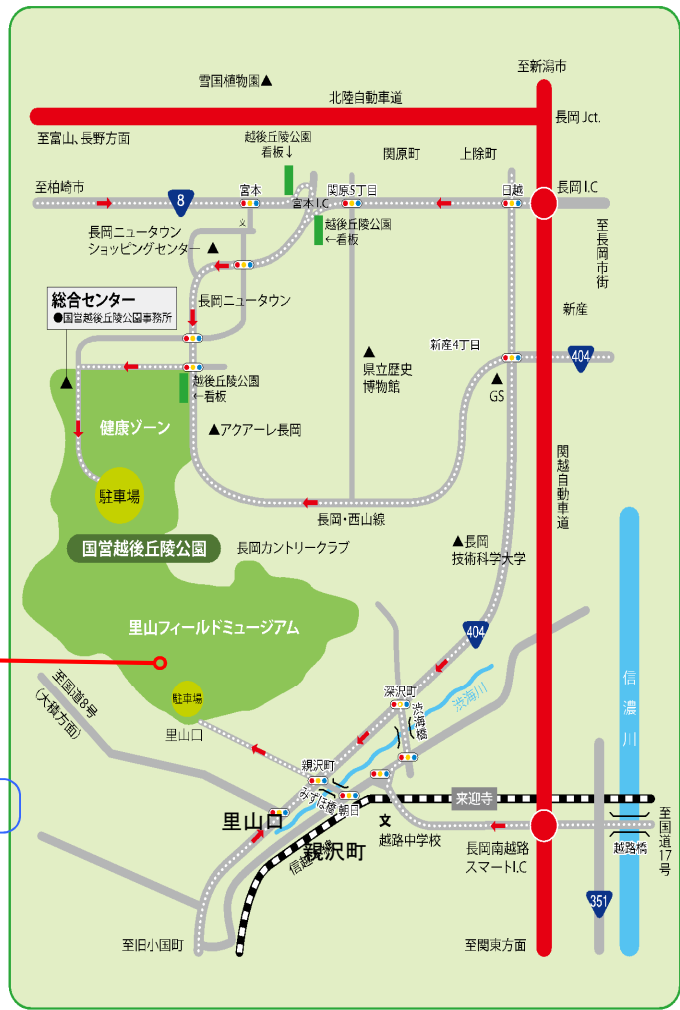 至新潟市
雪国植物園▲
北陸自動車道
長岡 Jct.
至富山、長野方面
越後丘陵公園
看板↓
関原町
上除町
至柏崎市
8
宮本
宮本 I.C
関原5丁目
日越
長岡 I.C
越後丘陵公園
←看板
文
長岡ニュータウン
ショッピングセンター ▲
至長岡市街
総合センター
●国営越後丘陵公園事務所
長岡ニュータウン
新産
新産4丁目
404
▲
県立歴史
博物館
▲
GS
▲
越後丘陵公園
←看板
健康ゾーン
▲アクアーレ長岡
関越自動車道
駐車場
長岡・西山線
国営越後丘陵公園
長岡カントリークラブ
▲長岡
技術科学大学
里山フィールドミュージアム
404
信濃川
至国道8号
(大積方面)
駐車場
深沢町
渋海川
渋海橋
里山口
親沢町
みずほ橋
朝日
来迎寺
里山口
文
越路中学校
親沢町
長岡南越路
スマートI.C
越路橋
至国道17号
351
至旧小国町
至関東方面